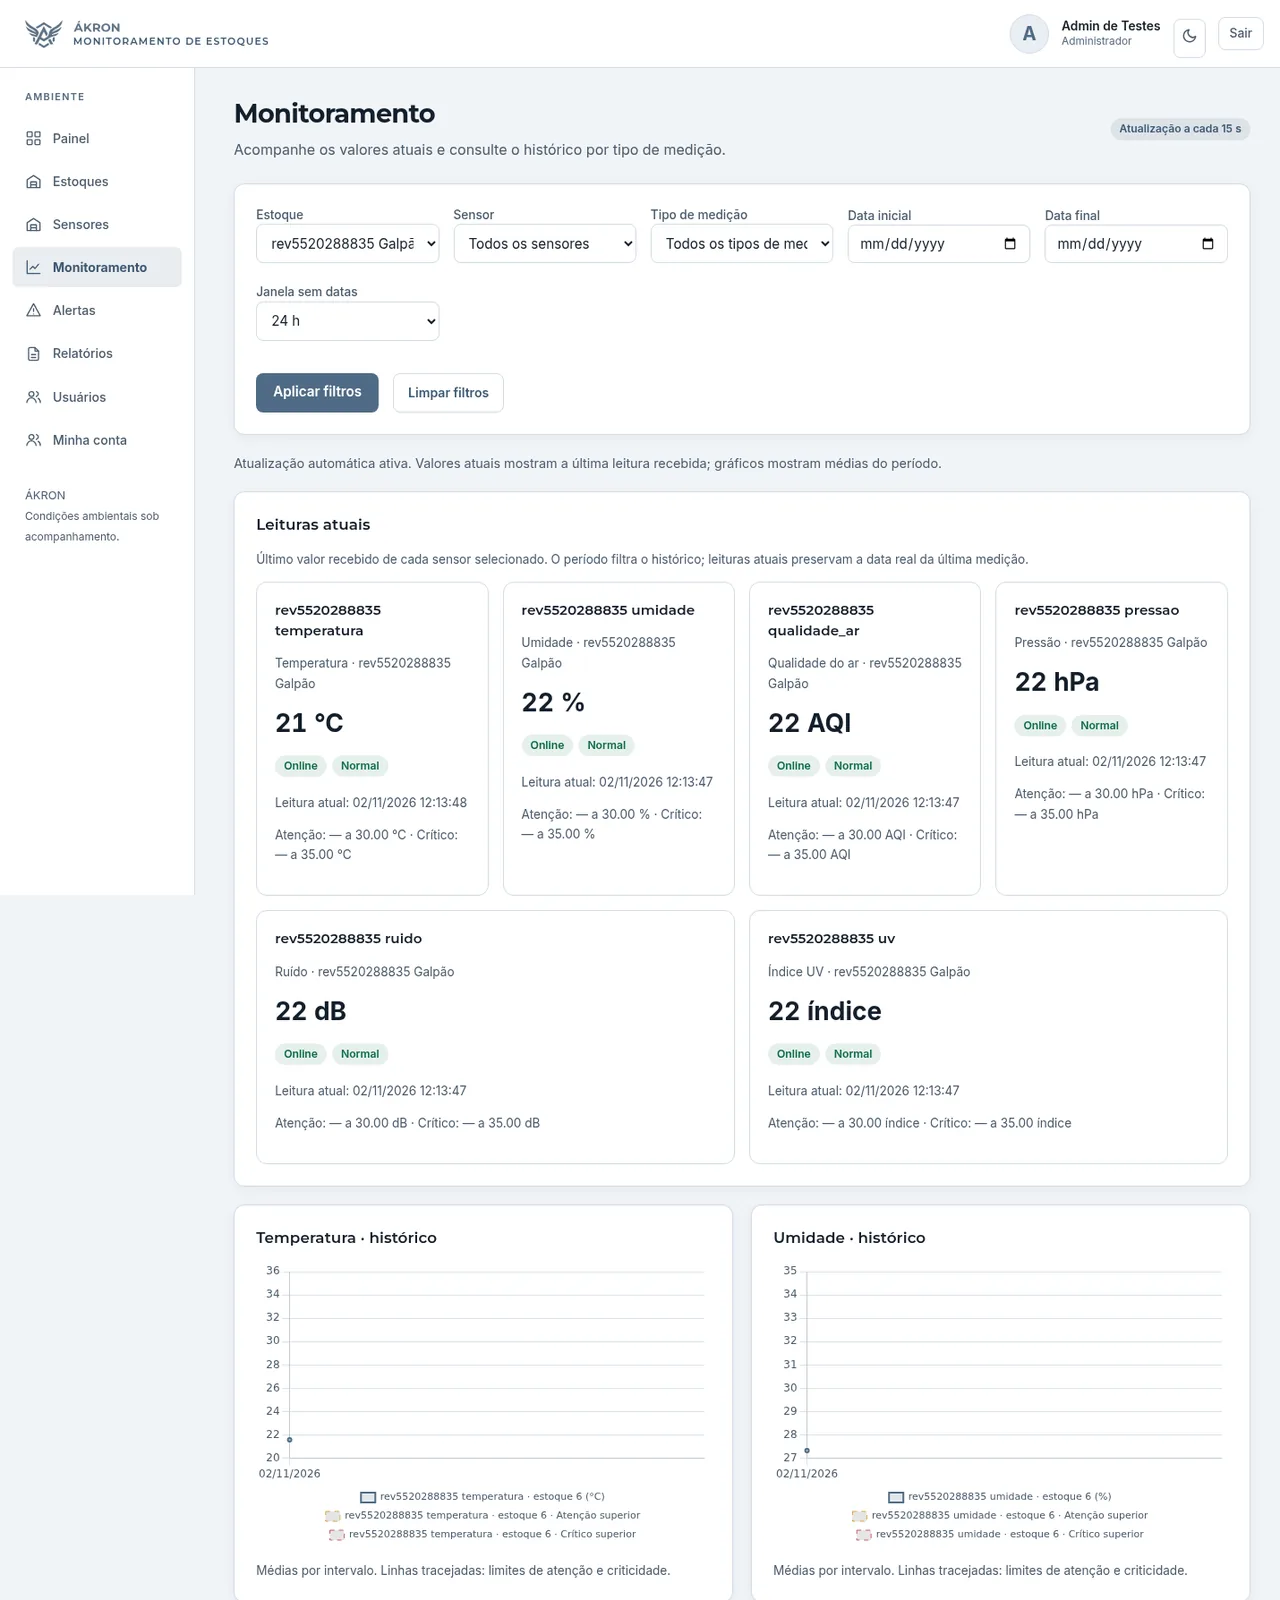 ÁKRON
MONITORAMENTO DE ESTOQUES
A
Admin de Testes
Administrador
Sair
AMBIENTE
Painel
Estoques
Sensores
Monitoramento
Alertas
Relatórios
Usuários
Minha conta
ÁKRON
Condições ambientais sob
acompanhamento.
Monitoramento
Acompanhe os valores atuais e consulte o histórico por tipo de medição.
Atualização a cada 15 s
Estoque
Sensor
Tipo de medição
Data inicial
Data final
rev5520288835 Galpã
Todos os sensores
Todos os tipos de med
mm/dd/yyyy
mm/dd/yyyy
Janela sem datas
24 h
Aplicar filtros
Limpar filtros
Atualização automática ativa. Valores atuais mostram a última leitura recebida; gráficos mostram médias do período.
Leituras atuais
Último valor recebido de cada sensor selecionado. O período filtra o histórico; leituras atuais preservam a data real da última medição.
rev5520288835
temperatura
Temperatura · rev5520288835
Galpão
21 °C
Online
Normal
Leitura atual: 02/11/2026 12:13:48
Atenção: — a 30.00 °C · Crítico:
— a 35.00 °C
rev5520288835 umidade
Umidade · rev5520288835
Galpão
22 %
Online
Normal
Leitura atual: 02/11/2026 12:13:47
Atenção: — a 30.00 % · Crítico:
— a 35.00 %
rev5520288835
qualidade_ar
Qualidade do ar · rev5520288835
Galpão
22 AQI
Online
Normal
Leitura atual: 02/11/2026 12:13:47
Atenção: — a 30.00 AQI · Crítico:
— a 35.00 AQI
rev5520288835 pressao
Pressão · rev5520288835 Galpão
22 hPa
Online
Normal
Leitura atual: 02/11/2026 12:13:47
Atenção: — a 30.00 hPa · Crítico:
— a 35.00 hPa
rev5520288835 ruido
Ruído · rev5520288835 Galpão
22 dB
Online
Normal
Leitura atual: 02/11/2026 12:13:47
Atenção: — a 30.00 dB · Crítico: — a 35.00 dB
rev5520288835 uv
Índice UV · rev5520288835 Galpão
22 índice
Online
Normal
Leitura atual: 02/11/2026 12:13:47
Atenção: — a 30.00 índice · Crítico: — a 35.00 índice
Temperatura · histórico
36
34
32
30
28
26
24
22
20
02/11/2026
rev5520288835 temperatura · estoque 6 (°C)
rev5520288835 temperatura · estoque 6 · Atenção superior
rev5520288835 temperatura · estoque 6 · Crítico superior
Médias por intervalo. Linhas tracejadas: limites de atenção e criticidade.
Umidade · histórico
35
34
33
32
31
30
29
28
27
02/11/2026
rev5520288835 umidade · estoque 6 (%)
rev5520288835 umidade · estoque 6 · Atenção superior
rev5520288835 umidade · estoque 6 · Crítico superior
Médias por intervalo. Linhas tracejadas: limites de atenção e criticidade.